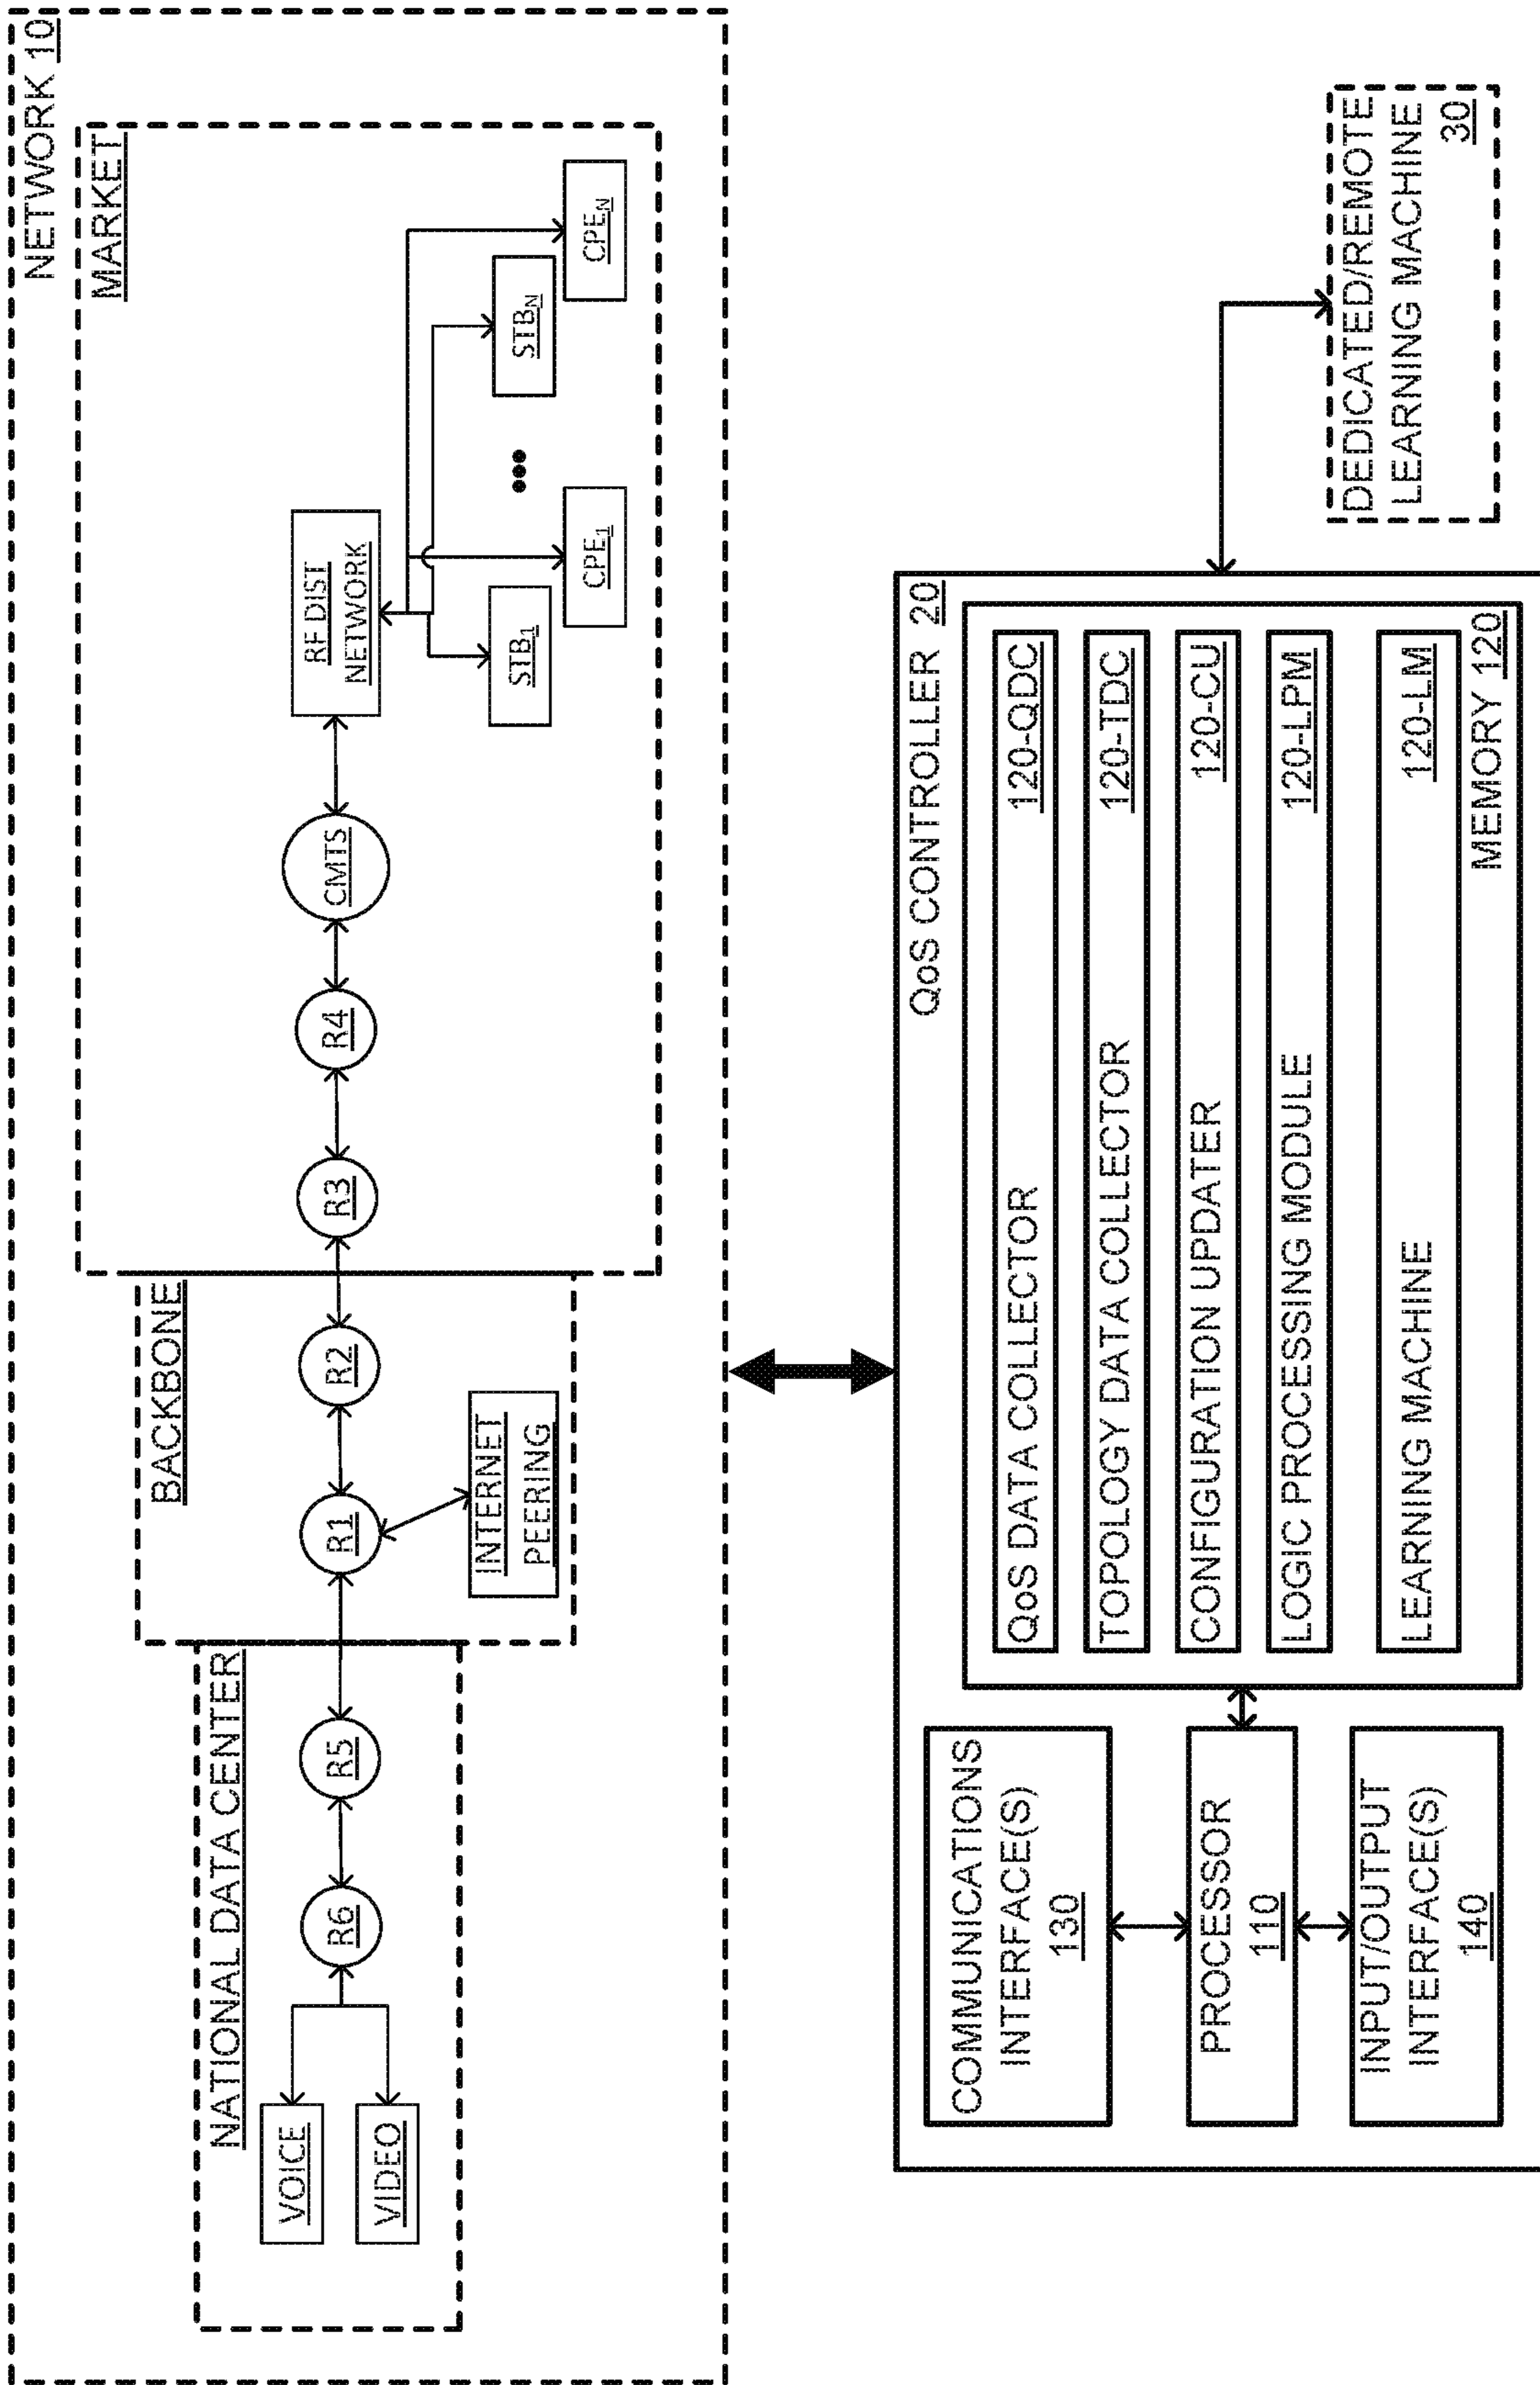 NETWORK 10
MARKET
BACKBONE
NATIONAL DATA CENTER
VOICE
VIDEO
R6
R5
R1
R2
INTERNET
PEERING
R3
R4
CMTS
RF DIST
NETWORK
STB1
CPE1
•••
STBN
CPEN
QoS CONTROLLER 20
COMMUNICATIONS
INTERFACE(S)
130
PROCESSOR
110
INPUT/OUTPUT
INTERFACE(S)
140
QoS DATA COLLECTOR 120-QDC
TOPOLOGY DATA COLLECTOR 120-TDC
CONFIGURATION UPDATER 120-CU
LOGIC PROCESSING MODULE 120-LPM
LEARNING MACHINE 120-LM
MEMORY 120
DEDICATED/REMOTE
LEARNING MACHINE
30